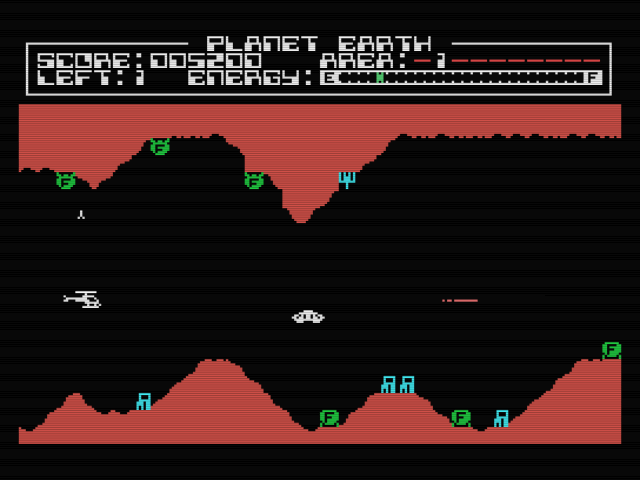 PLANET EARTH
SCORE:005200 AREA:-1--------
LEFT:1 ENERGY:E F
F
F F
F
F F